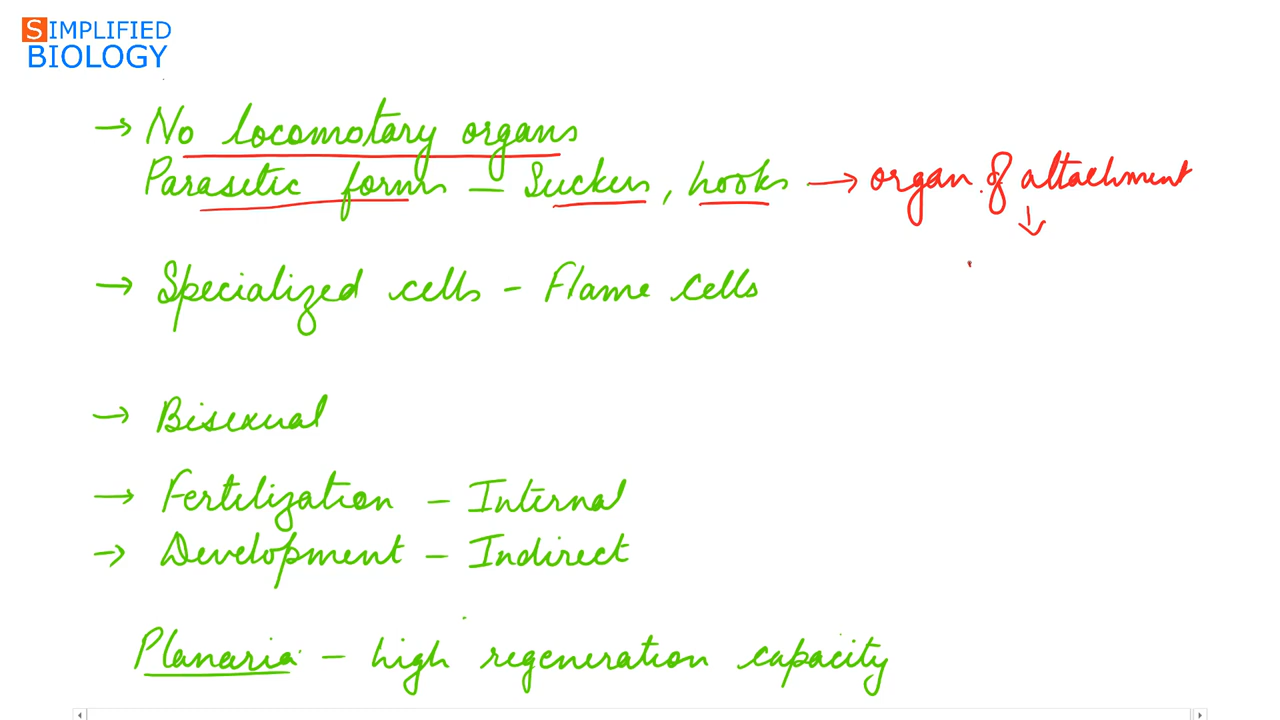 SIMPLIFIED
BIOLOGY
→ No locomotary organs
Parasitic forms — Suckers, hooks → organ of attachment
→ Specialized cells - Flame cells
→ Bisexual
→ Fertilization - Internal
→ Development - Indirect
Planaria - high regeneration capacity